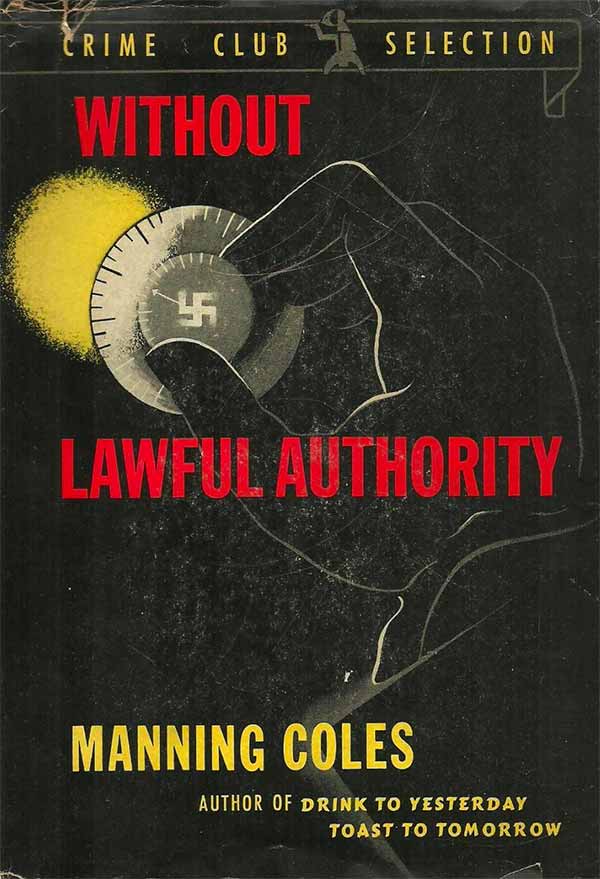 CRIME CLUB SELECTION
WITHOUT
LAWFUL AUTHORITY
MANNING COLES
AUTHOR OF DRINK TO YESTERDAY
TOAST TO TOMORROW